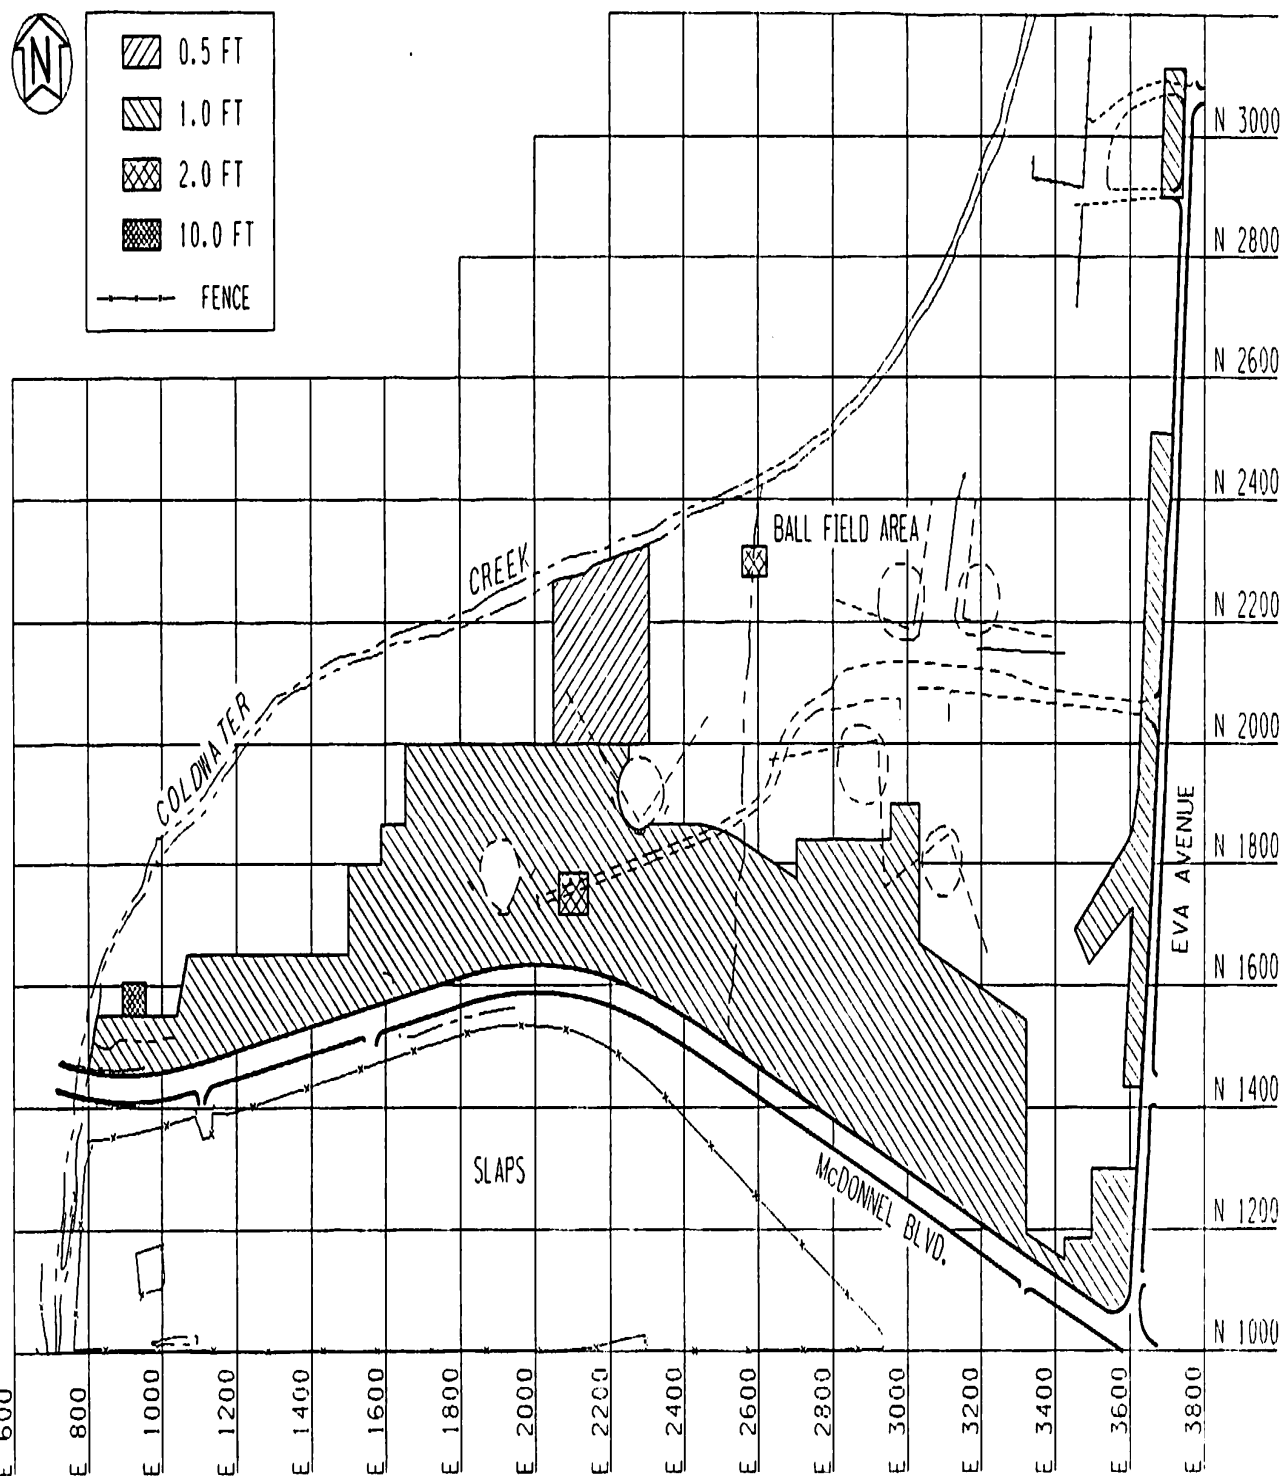 N
0.5 FT
1.0 FT
2.0 FT
10.0 FT
FENCE
N 3000
N 2800
N 2600
N 2400
BALL FIELD AREA
CREEK
N 2200
COLDWATER
N 2000
EVA AVENUE
N 1800
N 1600
N 1400
SLAPS
McDONNEL BLVD.
N 1200
N 1000
E 600
E 800
E 1000
E 1200
E 1400
E 1600
E 1800
E 2000
E 2200
E 2400
E 2600
E 2800
E 3000
E 3200
E 3400
E 3600
E 3800